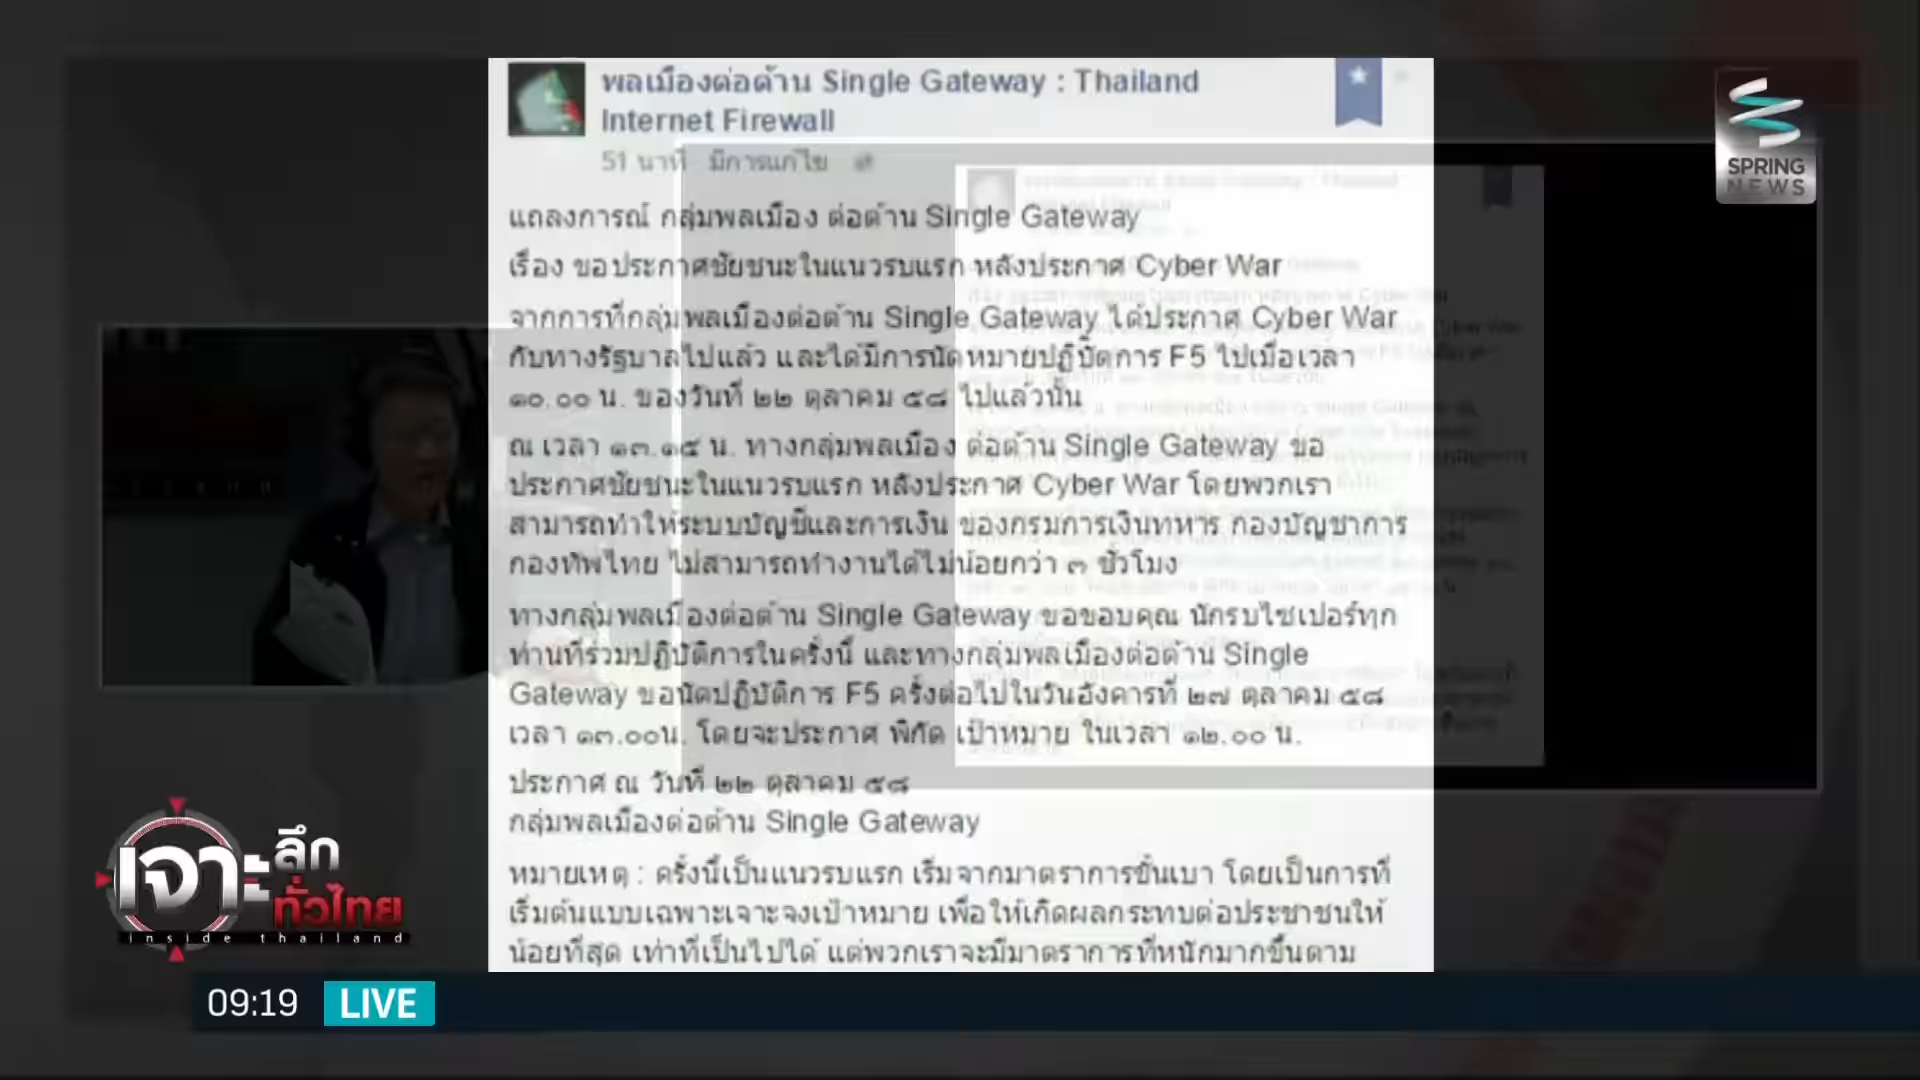 พลเมืองต่อต้าน Single Gateway : Thailand
Internet Firewall
51 นาที มีการแก้ไข
แถลงการณ์ กลุ่มพลเมือง ต่อต้าน Single Gateway
เรื่อง ขอประกาศชัยชนะในแนวรบแรก หลังประกาศ Cyber War
จากการที่กลุ่มพลเมืองต่อต้าน Single Gateway ได้ประกาศ Cyber War
กับทางรัฐบาลไปแล้ว และได้มีการนัดหมายปฏิบัติการ F5 ไปเมื่อเวลา
๑๐.๐๐ น. ของวันที่ ๒๒ ตุลาคม ๕๘ ไปแล้วนั้น
ณ เวลา ๑๓.๑๕ น. ทางกลุ่มพลเมือง ต่อต้าน Single Gateway ขอ
ประกาศชัยชนะในแนวรบแรก หลังประกาศ Cyber War โดยพวกเรา
สามารถทำให้ระบบบัญชีและการเงิน ของกรมการเงินทหาร กองบัญชาการ
กองทัพไทย ไม่สามารถทำงานได้ไม่น้อยกว่า ๓ ชั่วโมง
ทางกลุ่มพลเมืองต่อต้าน Single Gateway ขอขอบคุณ นักรบไซเปอร์ทุก
ท่านที่ร่วมปฏิบัติการในครั้งนี้ และทางกลุ่มพลเมืองต่อต้าน Single
Gateway ขอนัดปฏิบัติการ F5 ครั้งต่อไปในวันอังคารที่ ๒๗ ตุลาคม ๕๘
เวลา ๑๓.๐๐น. โดยจะประกาศ พิกัด เป้าหมาย ในเวลา ๑๒.๐๐ น.
ประกาศ ณ วันที่ ๒๒ ตุลาคม ๕๘
กลุ่มพลเมืองต่อต้าน Single Gateway
หมายเหตุ : ครั้งนี้เป็นแนวรบแรก เริ่มจากมาตราการขั้นเบา โดยเป็นการที่
เริ่มต้นแบบเฉพาะเจาะจงเป้าหมาย เพื่อให้เกิดผลกระทบต่อประชาชนให้
น้อยที่สุด เท่าที่เป็นไปได้ แต่พวกเราจะมีมาตราการที่หนักมากขึ้นตาม
SPRING
NEWS
เจาะลึก
ทั่วไทย
inside thailand
09:19 LIVE